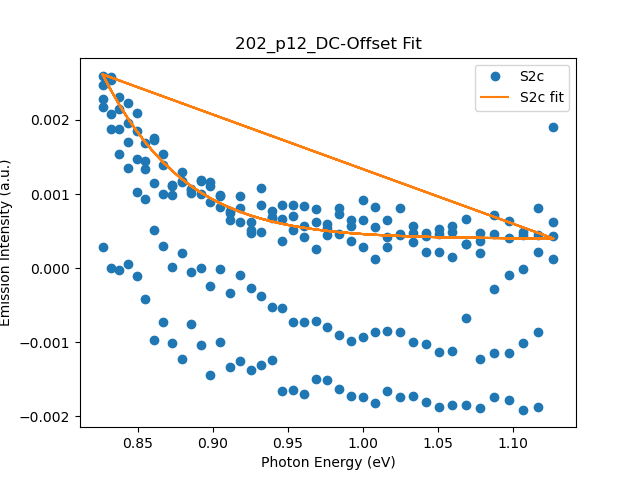 202_p12_DC-Offset Fit
S2c
S2c fit
Emission Intensity (a.u.)
0.002
0.001
0.000
−0.001
−0.002
0.85
0.90
0.95
1.00
1.05
1.10
Photon Energy (eV)